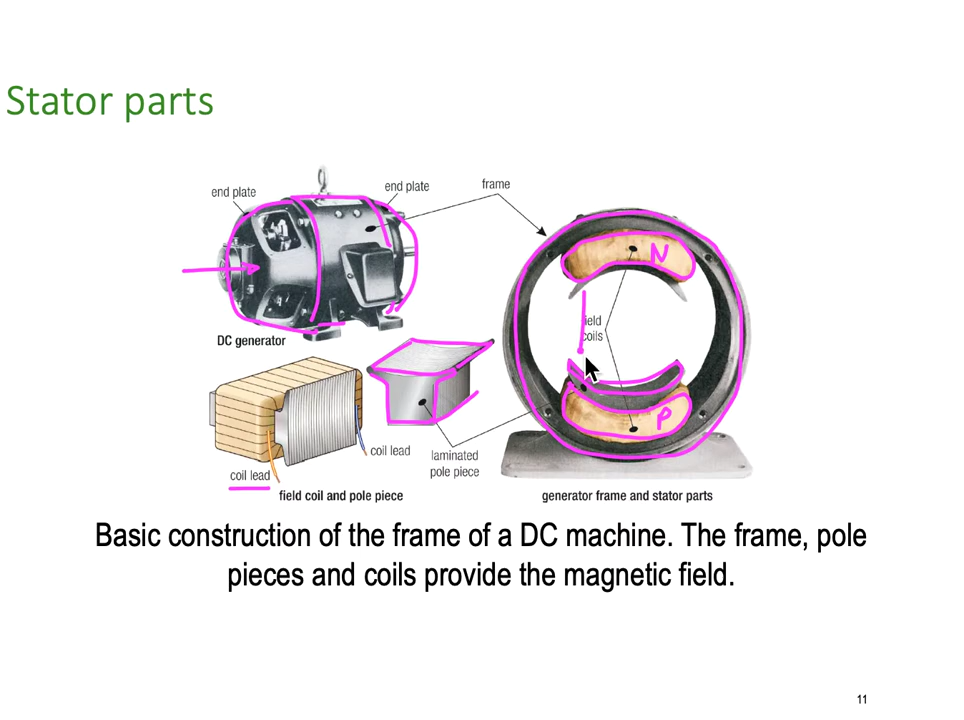 Stator parts
end plate
end plate
frame
N
ield
coils
DC generator
P
coil lead
coil lead
laminated
pole piece
field coil and pole piece
generator frame and stator parts
Basic construction of the frame of a DC machine. The frame, pole
pieces and coils provide the magnetic field.
11